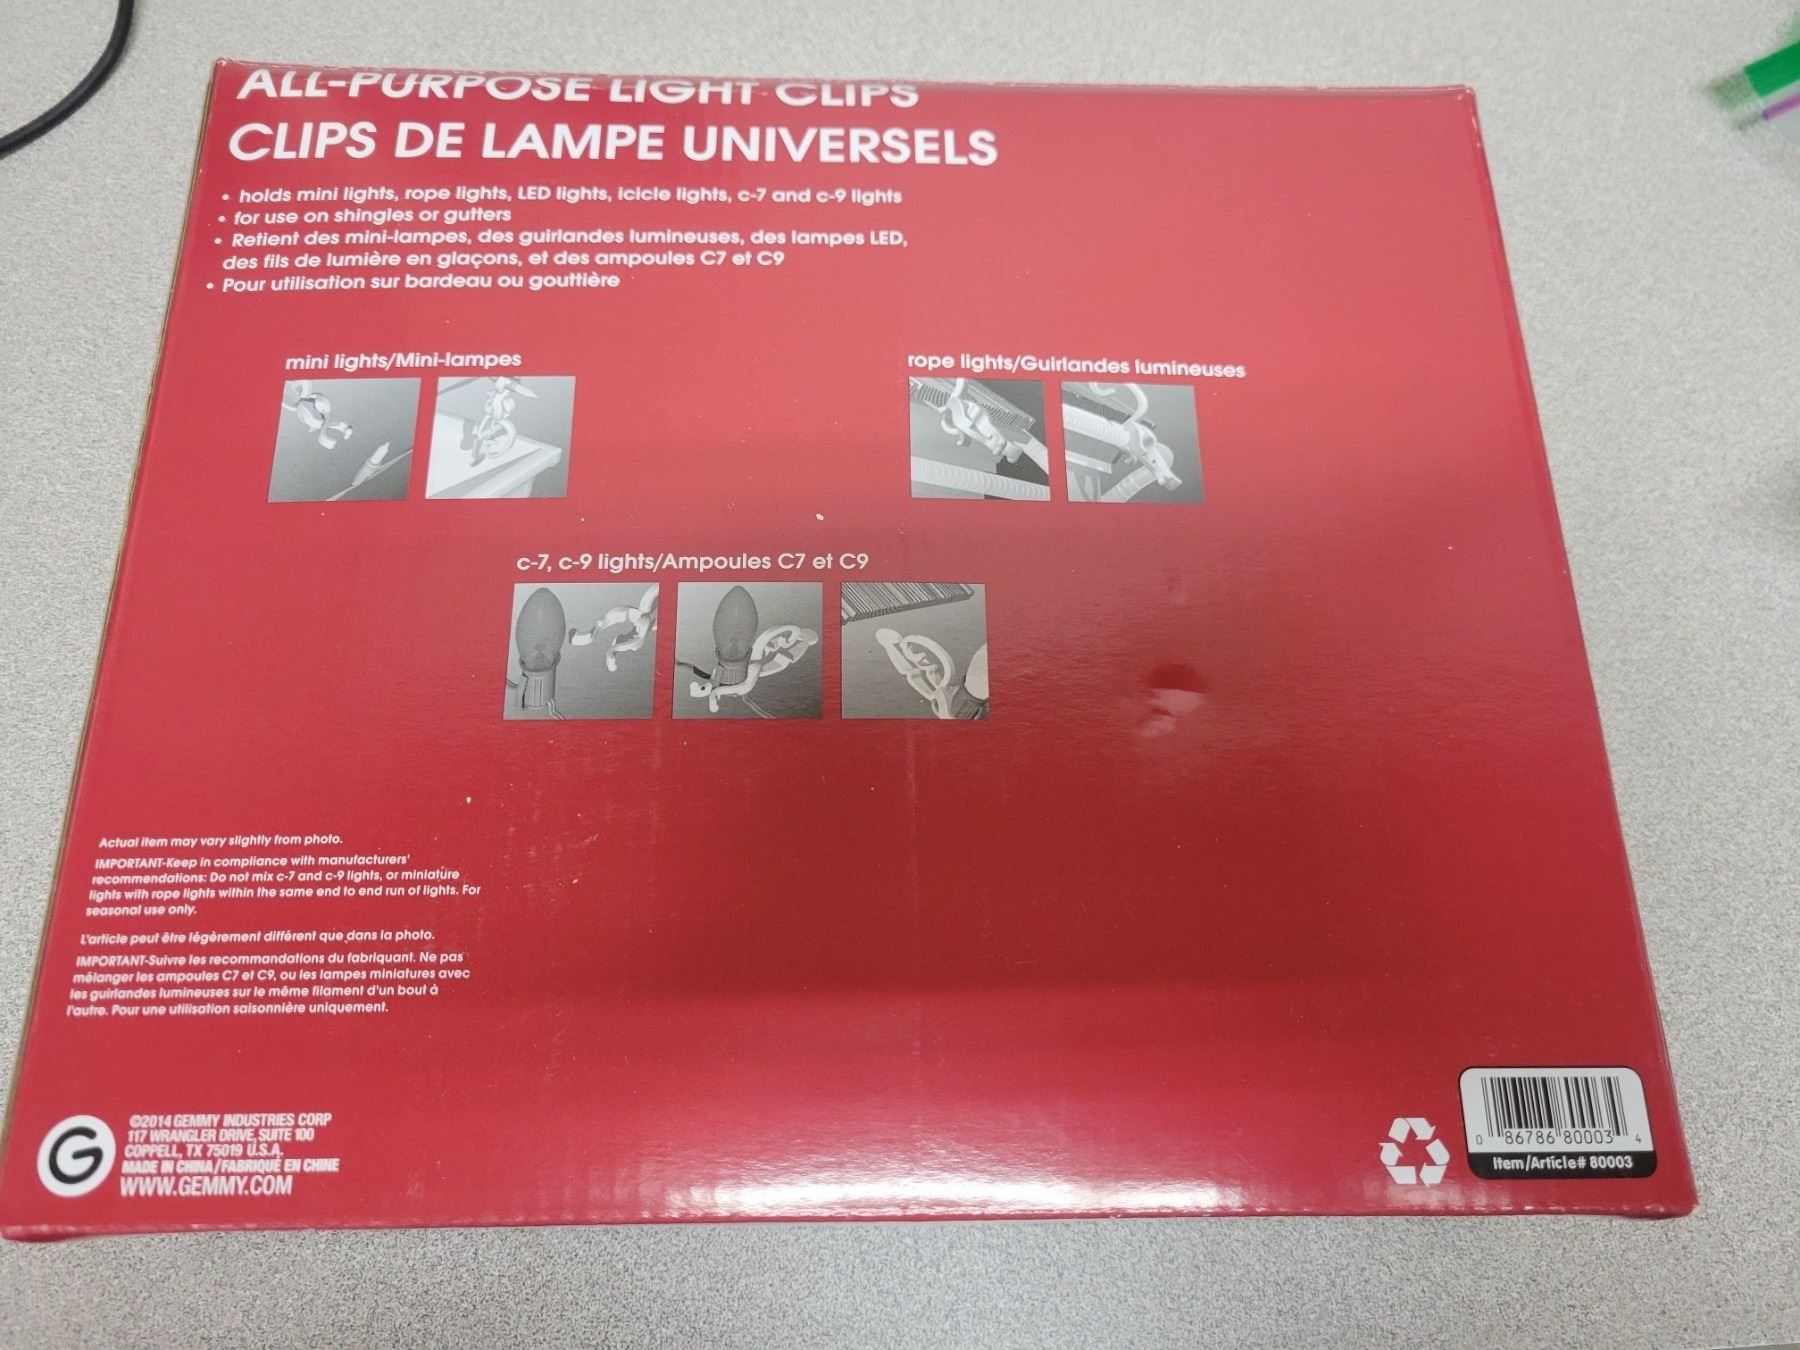 ALL-PURPOSE LIGHT CLIPS
CLIPS DE LAMPE UNIVERSELS
• holds mini lights, rope lights, LED lights, icicle lights, c-7 and c-9 lights
• for use on shingles or gutters
• Retient des mini-lampes, des guirlandes lumineuses, des lampes LED,
des fils de lumière en glaçons, et des ampoules C7 et C9
• Pour utilisation sur bardeau ou gouttière
mini lights/Mini-lampes
rope lights/Guirlandes lumineuses
c-7, c-9 lights/Ampoules C7 et C9
Actual item may vary slightly from photo.
IMPORTANT-Keep in compliance with manufacturers'
recommendations: Do not mix c-7 and c-9 lights, or miniature
lights with rope lights within the same end to end run of lights. For
seasonal use only.
L'article peut être légèrement différent que dans la photo.
IMPORTANT-Suivre les recommandations du fabriquant. Ne pas
mélanger les ampoules C7 et C9, ou les lampes miniatures avec
les guirlandes lumineuses sur le même filament d'un bout à
l'autre. Pour une utilisation saisonnière uniquement.
G
©2014 GEMMY INDUSTRIES CORP
117 WRANGLER DRIVE, SUITE 100
COPPELL, TX 75019 U.S.A.
MADE IN CHINA/FABRIQUÉ EN CHINE
WWW.GEMMY.COM
0 86786 80003 4
Item/Article# 80003